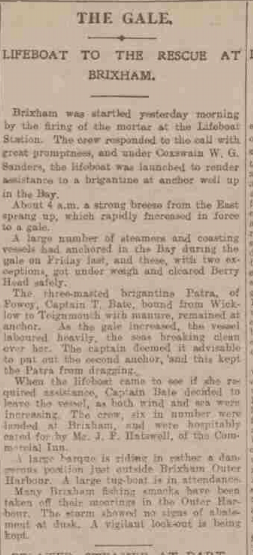 THE GALE.
LIFEBOAT TO THE RESCUE AT
BRIXHAM.
Brixham was startled yesterday morning
by the firing of the mortar at the Lifeboat
Station. The crew responded to the call with
great promptness, and under Coxswain W. G.
Sanders, the lifeboat was launched to render
assistance to a brigantine at anchor well up
in the Bay.
About 4 a.m. a strong breeze from the East
sprang up, which rapidly increased in force
to a gale.
A large number of steamers and coasting
vessels had anchored in the Bay during the
gale on Friday last, and these, with two ex-
ceptions, got under weigh and cleared Berry
Head safely.
The three-masted brigantine Patra, of
Fowey, Captain T. Bate, bound from Wick-
low to Teignmouth with manure, remained at
anchor. As the gale increased, the vessel
laboured heavily, the seas breaking clean
over her. The captain deemed it advisable
to put out the second anchor, and this kept
the Patra from dragging.
When the lifeboat came to see if she re-
quired assistance, Captain Bate decided to
leave the vessel, as both wind and sea were
increasing. The crew, six in number were
landed at Brixham, and were hospitably
cared for by Mr. J. P. Hatswell, of the Com-
mercial Inn.
A large barque is riding in rather a dan-
gerous position just outside Brixham Outer
Harbour. A large tug-boat is in attendance.
Many Brixham fishing smacks have been
taken off their moorings in the Outer Har-
bour. The storm showed no signs of abate-
ment at dusk. A vigilant look-out is being
kept.